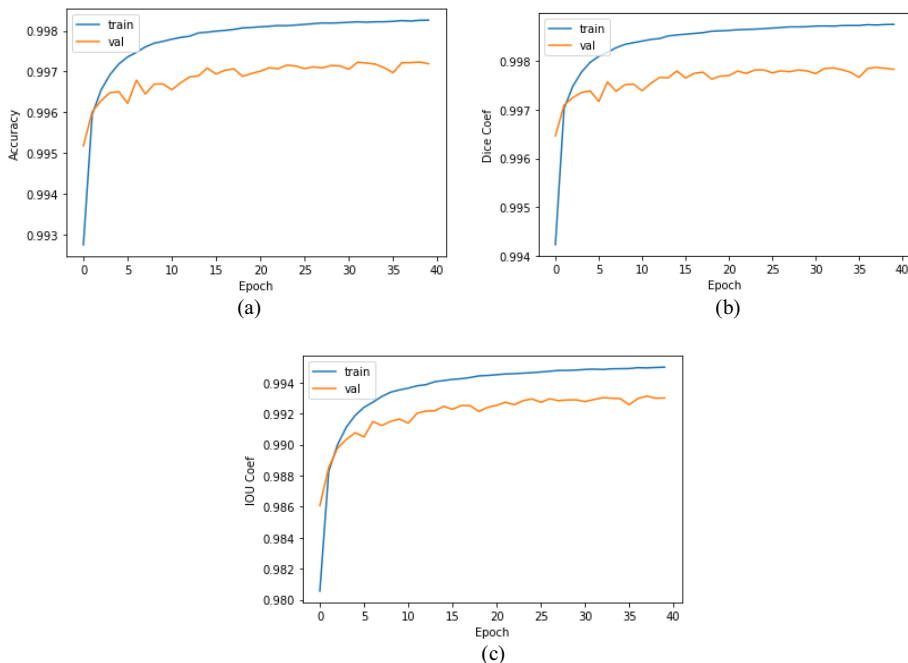 train
val
0.998
0.997
0.996
0.995
0.994
0.993
Accuracy
0 5 10 15 20 25 30 35 40
Epoch
(a)
train
val
0.998
0.997
0.996
0.995
0.994
Dice Coef
0 5 10 15 20 25 30 35 40
Epoch
(b)
train
val
0.994
0.992
0.990
0.988
0.986
0.984
0.982
0.980
IOU Coef
0 5 10 15 20 25 30 35 40
Epoch
(c)